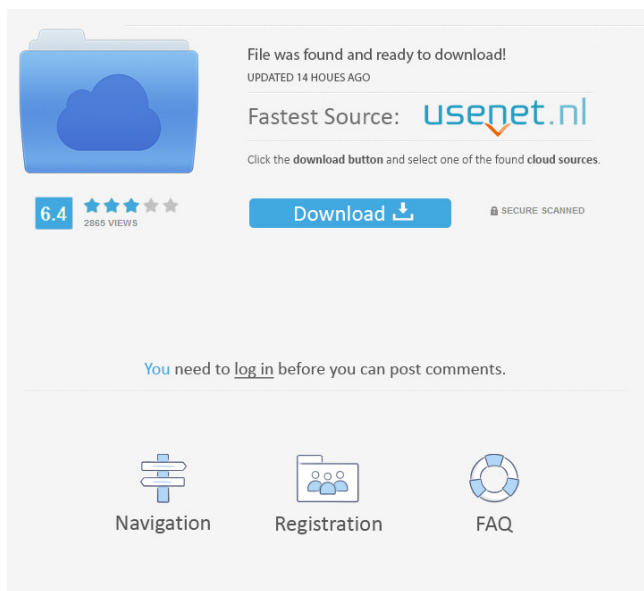 File was found and ready to download!
UPDATED 14 HOUES AGO
Fastest Source: usenet.nl
Click the download button and select one of the found cloud sources.
6.4
2865 VIEWS
Download
SECURE SCANNED
You need to log in before you can post comments.
Navigation
Registration
FAQ